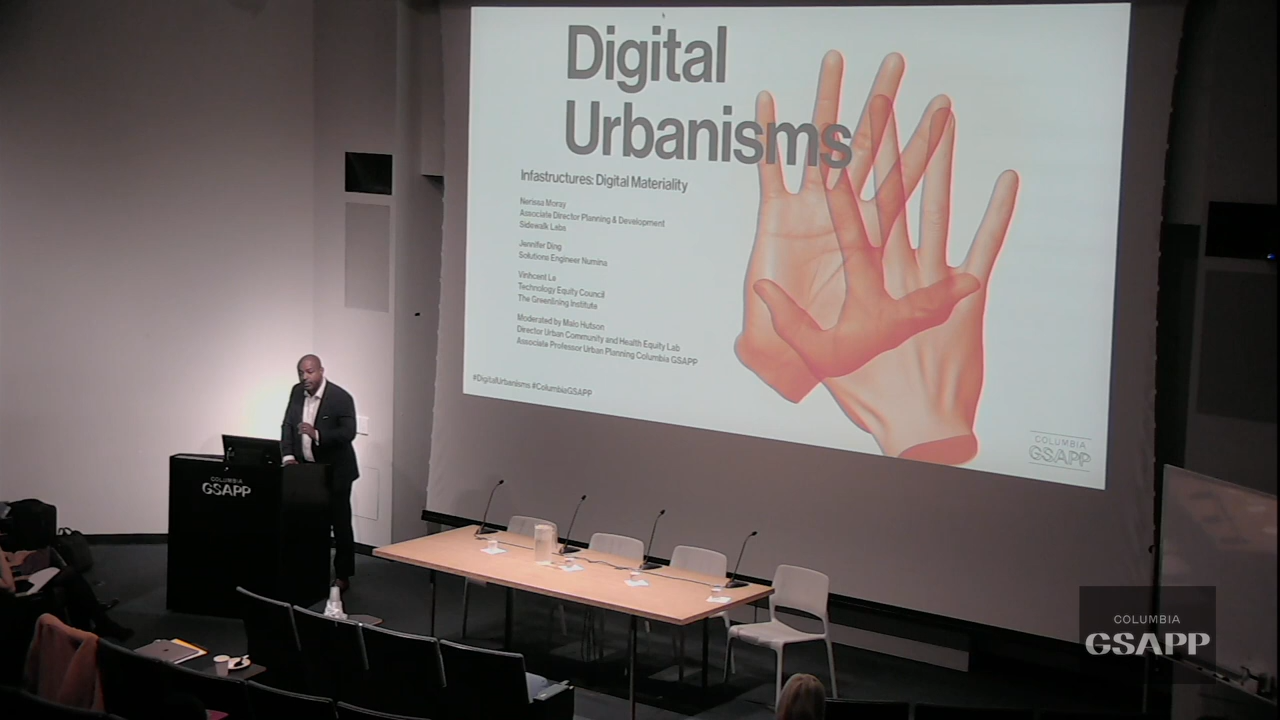 Digital
Urbanisms
Infastructures: Digital Materiality
Nerissa Moray
Associate Director Planning & Development
Sidewalk Labs
Jennifer Ding
Solutions Engineer Numina
Vinhcent Le
Technology Equity Council
The Greenlining Institute
Moderated by Malo Hutson
Director Urban Community and Health Equity Lab
Associate Professor Urban Planning Columbia GSAPP
#DigitalUrbanisms #ColumbiaGSAPP
COLUMBIA
GSAPP
COLUMBIA
GSAPP
COLUMBIA
GSAPP